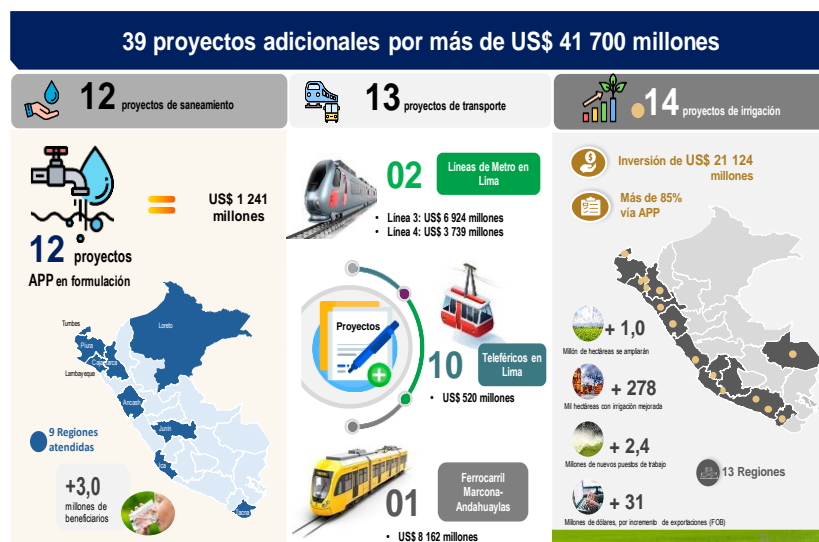 39 proyectos adicionales por más de US$ 41 700 millones
12 proyectos de saneamiento
US$ 1 241
millones
12 proyectos
APP en formulación
Tumbes
Piura
Lambayeque
Cajamarca
Loreto
Ancash
Junín
Ica
Tacna
9 Regiones
atendidas
+3,0
millones de
beneficiarios
13 proyectos de transporte
02
Líneas de Metro en
Lima
• Línea 3: US$ 6 924 millones
• Línea 4: US$ 3 739 millones
Proyectos
10
Teleféricos en
Lima
• US$ 520 millones
01
Ferrocarril
Marcona-
Andahuaylas
• US$ 8 162 millones
14 proyectos de irrigación
Inversión de US$ 21 124
millones
Más de 85%
vía APP
+ 1,0
Millón de hectáreas se ampliarán
+ 278
Mil hectáreas con irrigación mejorada
+ 2,4
Millones de nuevos puestos de trabajo
13 Regiones
+ 31
Millones de dólares, por incremento de exportaciones (FOB)